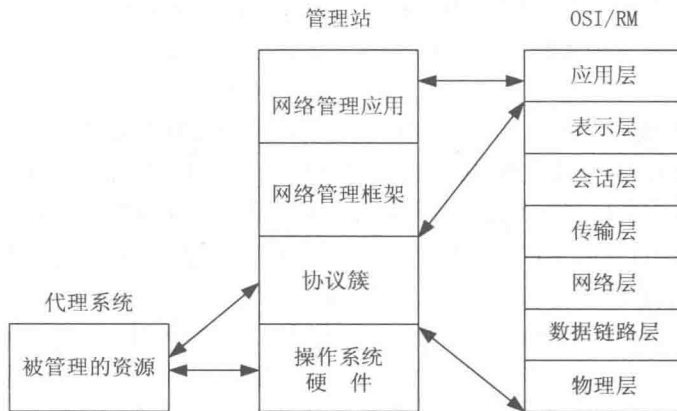 管理站
OSI/RM
网络管理应用
网络管理框架
协议簇
操作系统
硬 件
应用层
表示层
会话层
传输层
网络层
数据链路层
物理层
代理系统
被管理的资源